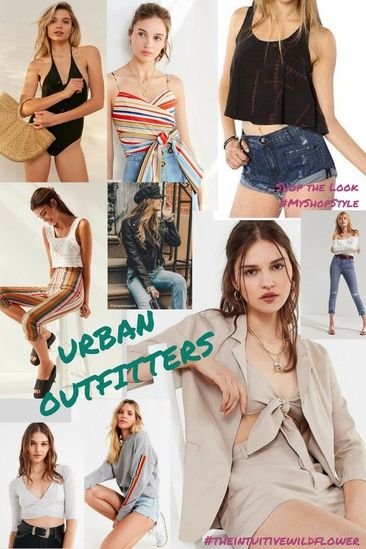 Shop the Look
#MyShopStyle
URBAN
OUTFITTERS
#THEINTUITIVEWILDFLOWER